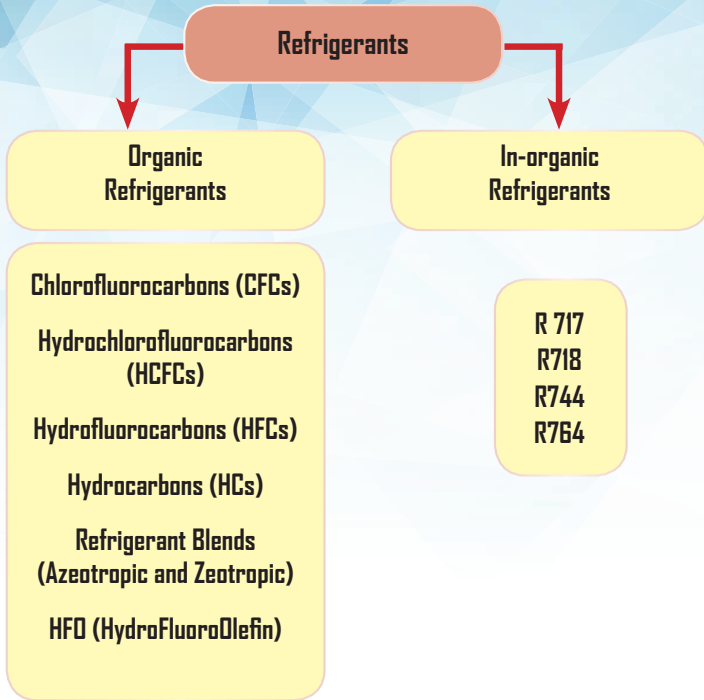 Refrigerants
Organic
Refrigerants
In-organic
Refrigerants
Chlorofluorocarbons (CFCs)
Hydrochlorofluorocarbons
(HCFCs)
Hydrofluorocarbons (HFCs)
Hydrocarbons (HCs)
Refrigerant Blends
(Azeotropic and Zeotropic)
HFO (HydroFluoroOlefin)
R 717
R718
R744
R764